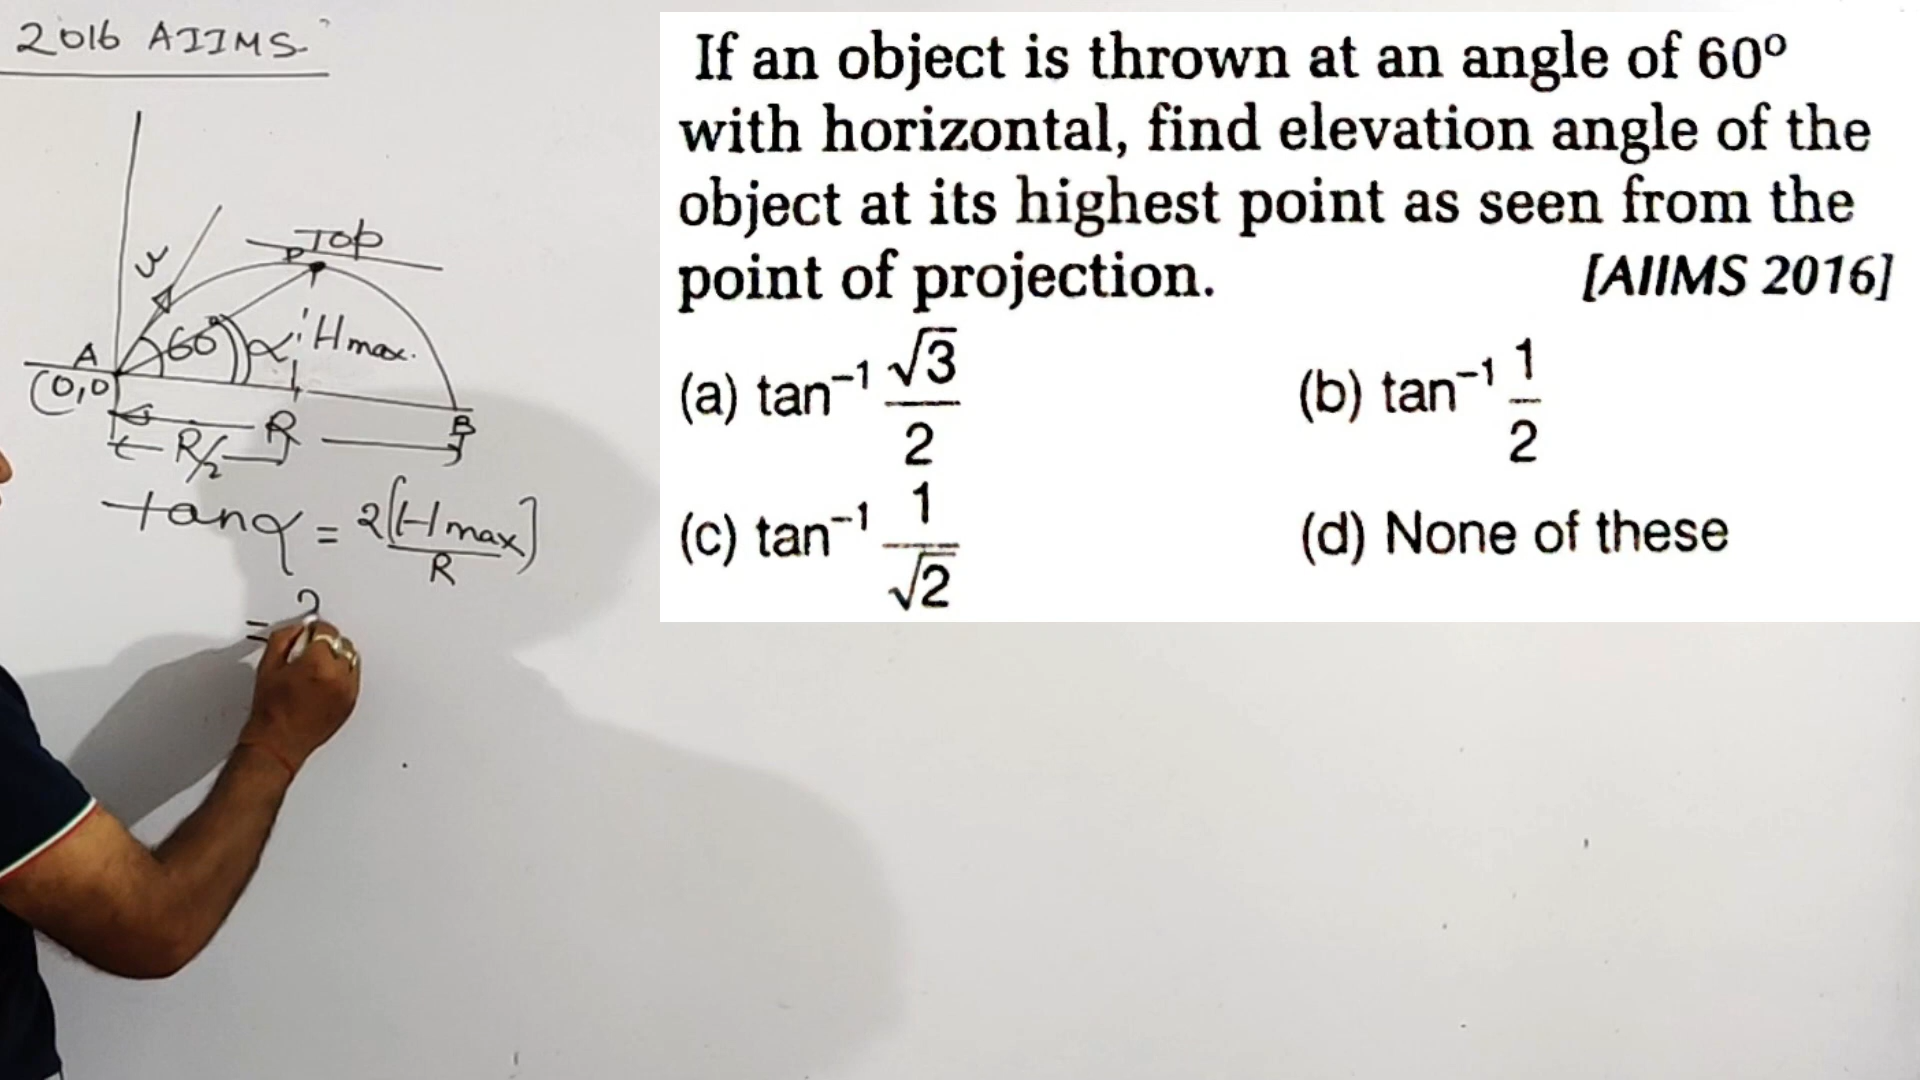 2016 AIIMS
If an object is thrown at an angle of 60° with horizontal, find elevation angle of the object at its highest point as seen from the point of projection. [AIIMS 2016]
(a) tan⁻¹ √3/2
(b) tan⁻¹ 1/2
(c) tan⁻¹ 1/√2
(d) None of these
Top
P
u
A
60°
α
Hmax.
(0,0)
R
B
R/2
tanα = 2[Hmax/R]
= 2